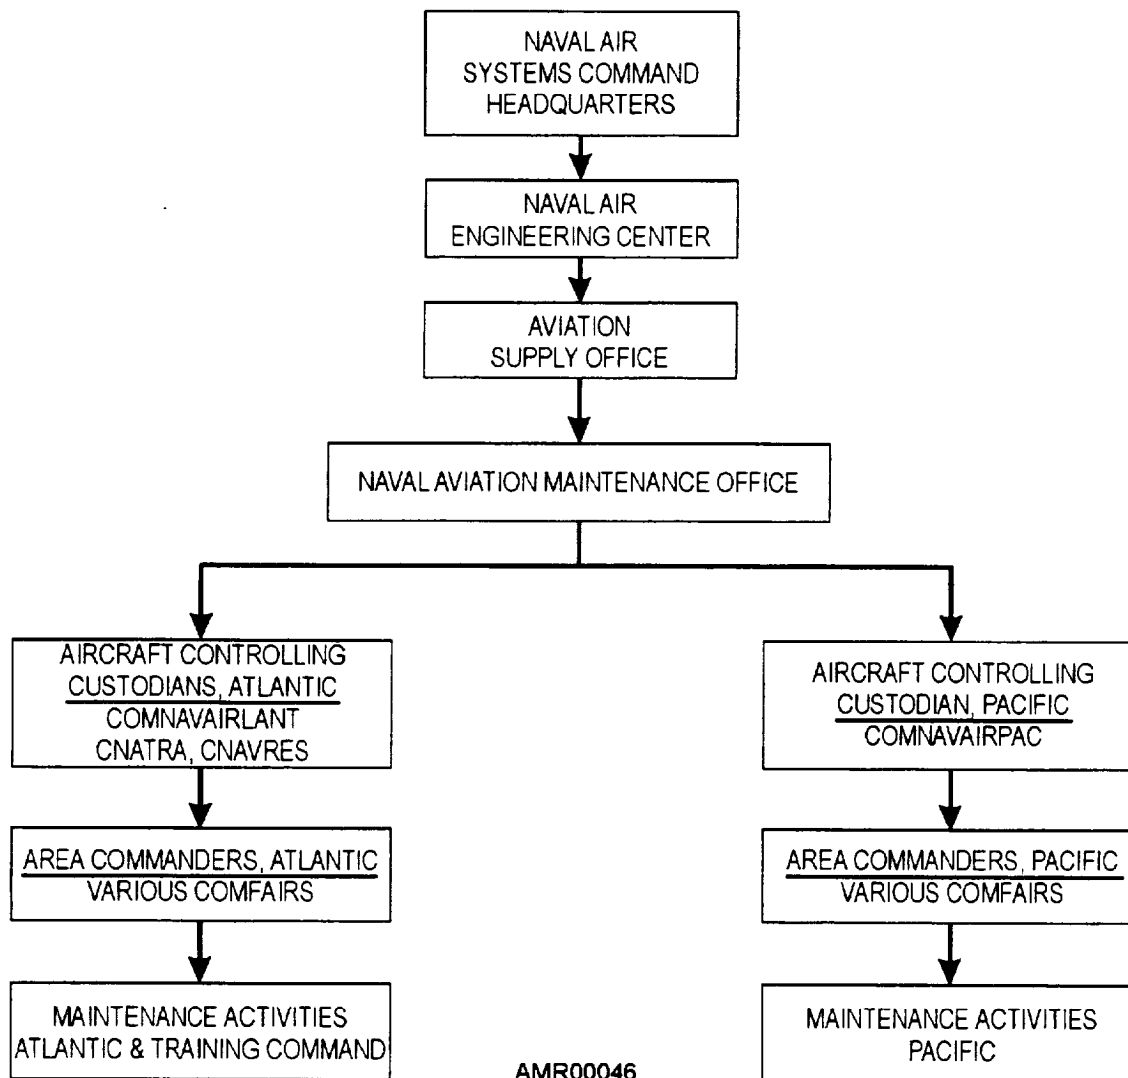 NAVAL AIR
SYSTEMS COMMAND
HEADQUARTERS
NAVAL AIR
ENGINEERING CENTER
AVIATION
SUPPLY OFFICE
NAVAL AVIATION MAINTENANCE OFFICE
AIRCRAFT CONTROLLING
CUSTODIANS, ATLANTIC
COMNAVAIRLANT
CNATRA, CNAVRES
AIRCRAFT CONTROLLING
CUSTODIAN, PACIFIC
COMNAVAIRPAC
AREA COMMANDERS, ATLANTIC
VARIOUS COMFAIRS
AREA COMMANDERS, PACIFIC
VARIOUS COMFAIRS
MAINTENANCE ACTIVITIES
ATLANTIC & TRAINING COMMAND
MAINTENANCE ACTIVITIES
PACIFIC
AMR00046